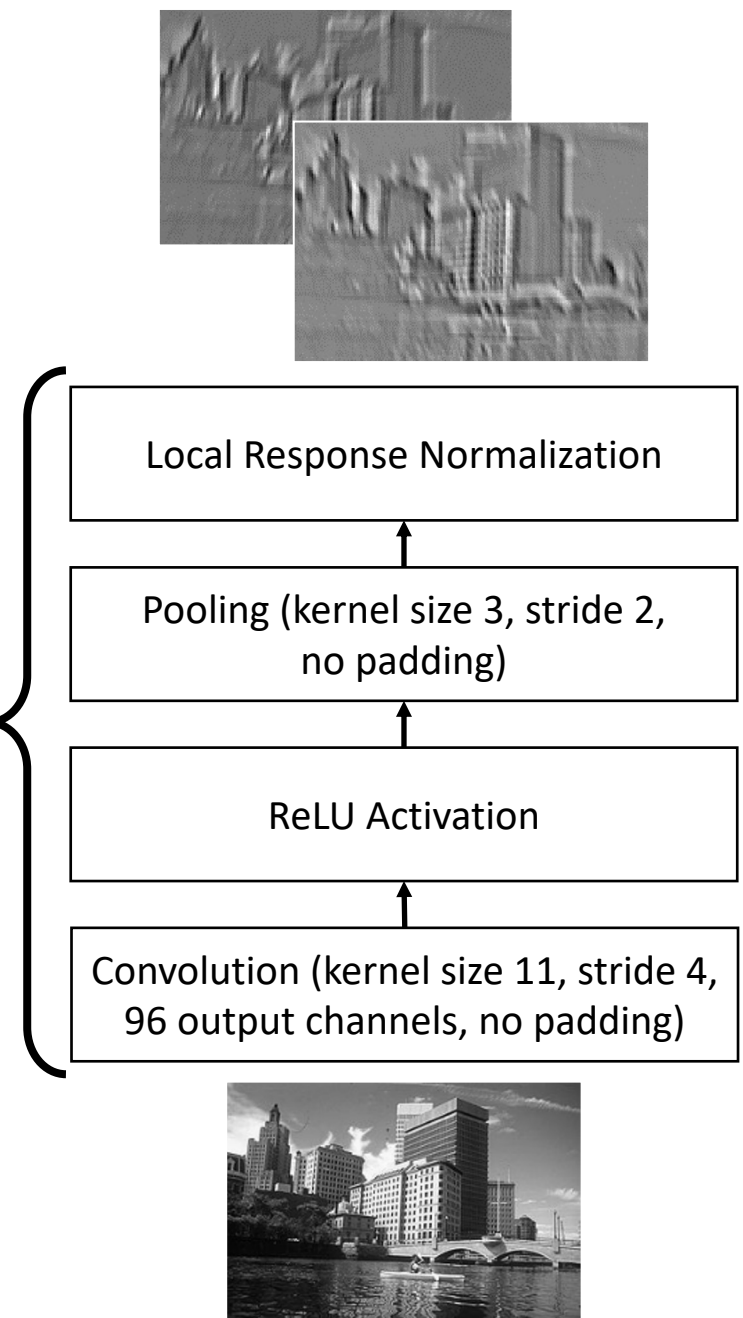 Local Response Normalization
Pooling (kernel size 3, stride 2,
no padding)
ReLU Activation
Convolution (kernel size 11, stride 4,
96 output channels, no padding)